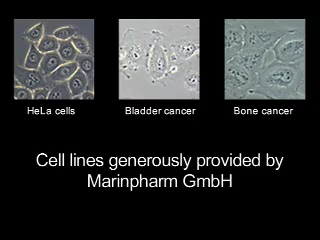 HeLa cells Bladder cancer Bone cancer
Cell lines generously provided by
Marinpharm GmbH